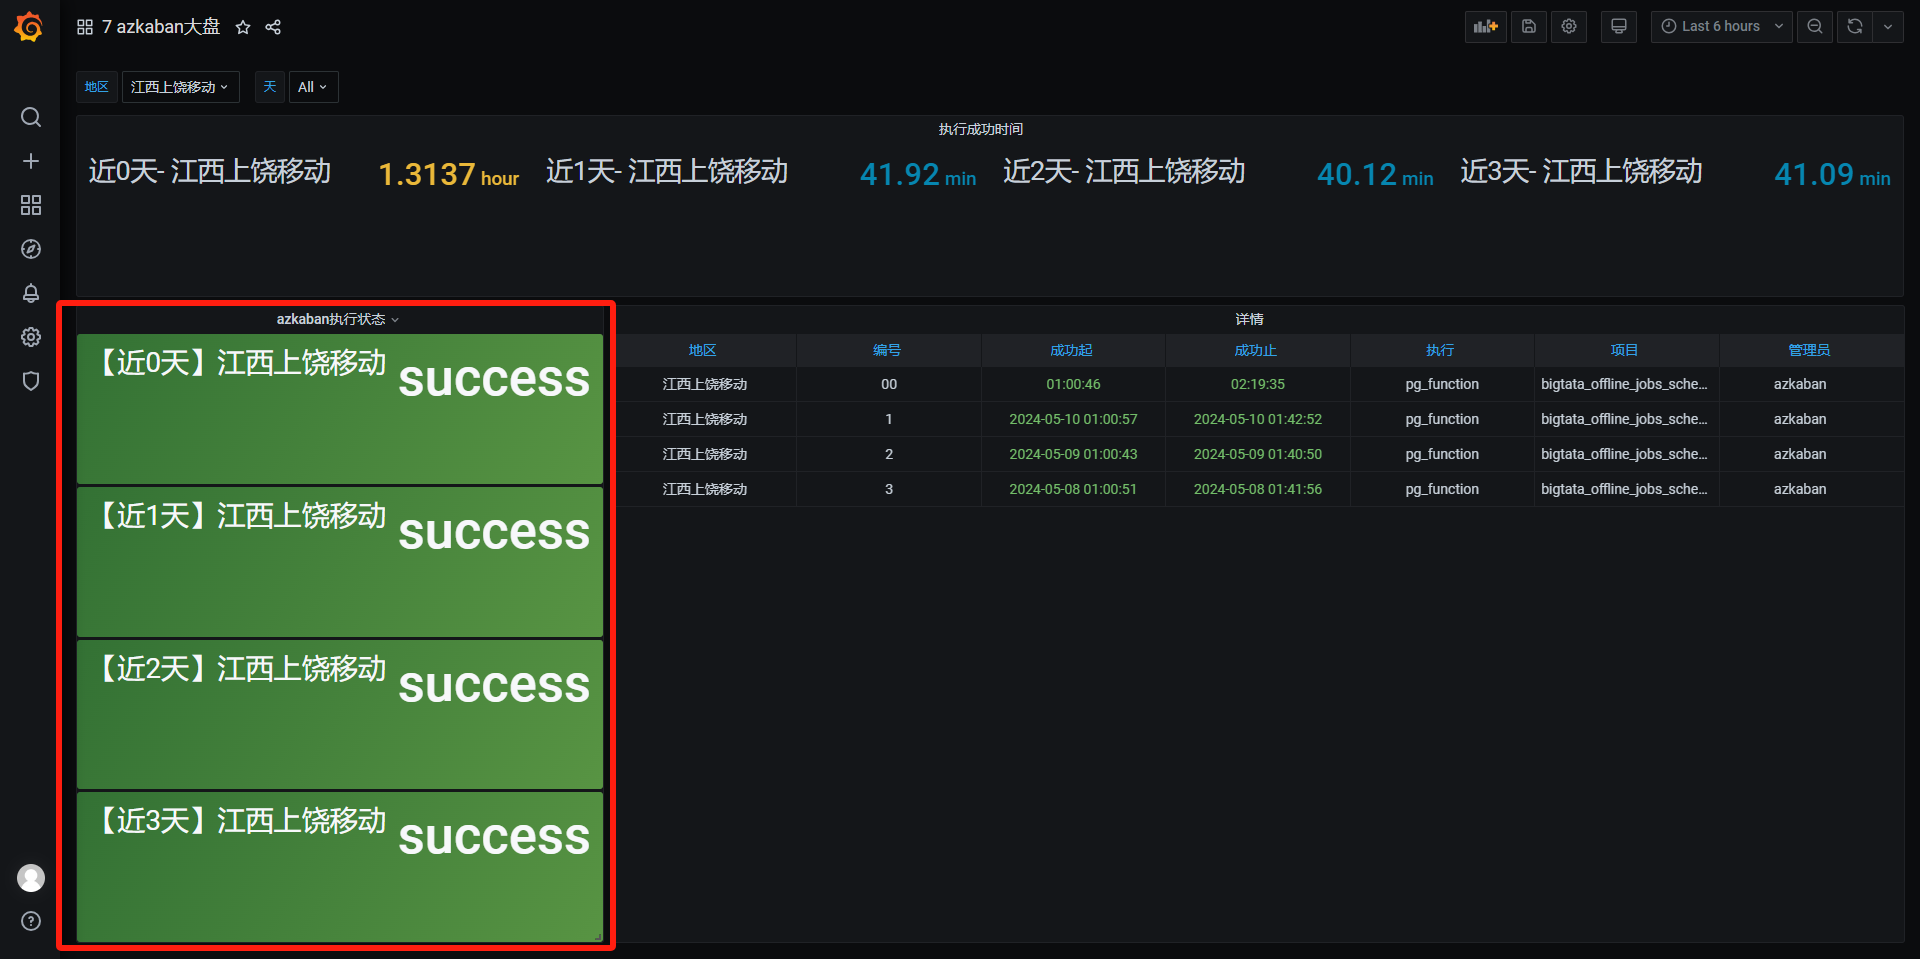 7 azkaban大盘
Last 6 hours
地区 江西上饶移动 天 All
执行成功时间
近0天- 江西上饶移动 1.3137 hour 近1天- 江西上饶移动 41.92 min 近2天- 江西上饶移动 40.12 min 近3天- 江西上饶移动 41.09 min
azkaban执行状态
【近0天】江西上饶移动 success
【近1天】江西上饶移动 success
【近2天】江西上饶移动 success
【近3天】江西上饶移动 success
详情
地区 编号 成功起 成功止 执行 项目 管理员
江西上饶移动 00 01:00:46 02:19:35 pg_function bigtata_offline_jobs_sche... azkaban
江西上饶移动 1 2024-05-10 01:00:57 2024-05-10 01:42:52 pg_function bigtata_offline_jobs_sche... azkaban
江西上饶移动 2 2024-05-09 01:00:43 2024-05-09 01:40:50 pg_function bigtata_offline_jobs_sche... azkaban
江西上饶移动 3 2024-05-08 01:00:51 2024-05-08 01:41:56 pg_function bigtata_offline_jobs_sche... azkaban